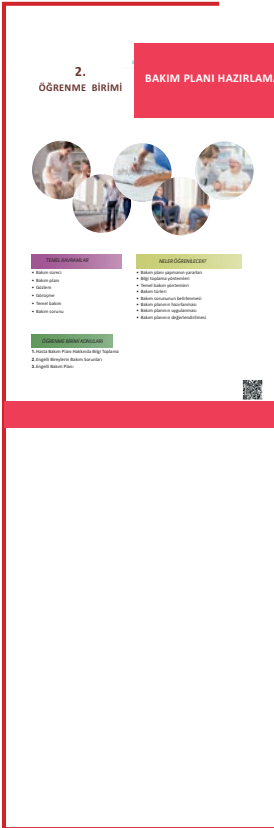 2.
ÖĞRENME BİRİMİ
BAKIM PLANI HAZIRLAMA
TEMEL KAVRAMLAR
• Bakım süreci
• Bakım planı
• Gözlem
• Görüşme
• Temel bakım
• Bakım sorunu
NELER ÖĞRENİLECEK?
• Bakım planı yapmanın yararları
• Bilgi toplama yöntemleri
• Temel bakım yöntemleri
• Bakım türleri
• Bakım sorununun belirlenmesi
• Bakım planının hazırlanması
• Bakım planının uygulanması
• Bakım planının değerlendirilmesi
ÖĞRENME BİRİMİ KONULARI
1. Hasta Bakım Planı Hakkında Bilgi Toplama
2. Engelli Bireylerin Bakım Sorunları
3. Engelli Bakım Planı